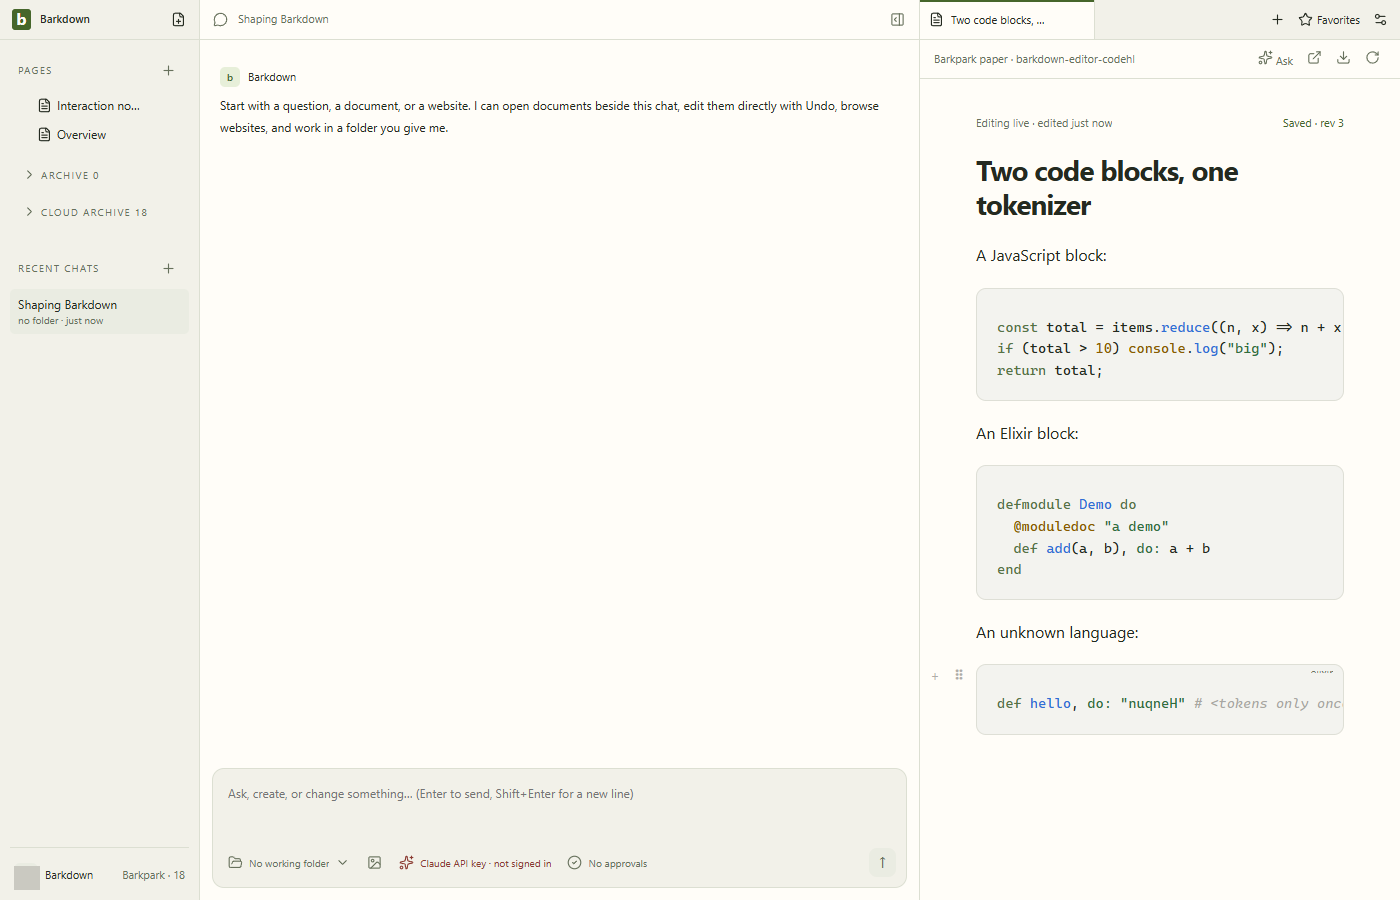 Barkdown
PAGES
Interaction no...
Overview
ARCHIVE 0
CLOUD ARCHIVE 18
RECENT CHATS
Shaping Barkdown
no folder · just now
Barkdown
Barkpark · 18
Shaping Barkdown
b Barkdown
Start with a question, a document, or a website. I can open documents beside this chat, edit them directly with Undo, browse
websites, and work in a folder you give me.
Ask, create, or change something... (Enter to send, Shift+Enter for a new line)
No working folder
Claude API key · not signed in
No approvals
Two code blocks, ...
Favorites
Barkpark paper · barkdown-editor-codehl
Ask
Editing live · edited just now
Saved · rev 3
Two code blocks, one
tokenizer
A JavaScript block:
const total = items.reduce((n, x) => n + x
if (total > 10) console.log("big");
return total;
An Elixir block:
defmodule Demo do
@moduledoc "a demo"
def add(a, b), do: a + b
end
An unknown language:
def hello, do: "nuqneH" # <tokens only onc